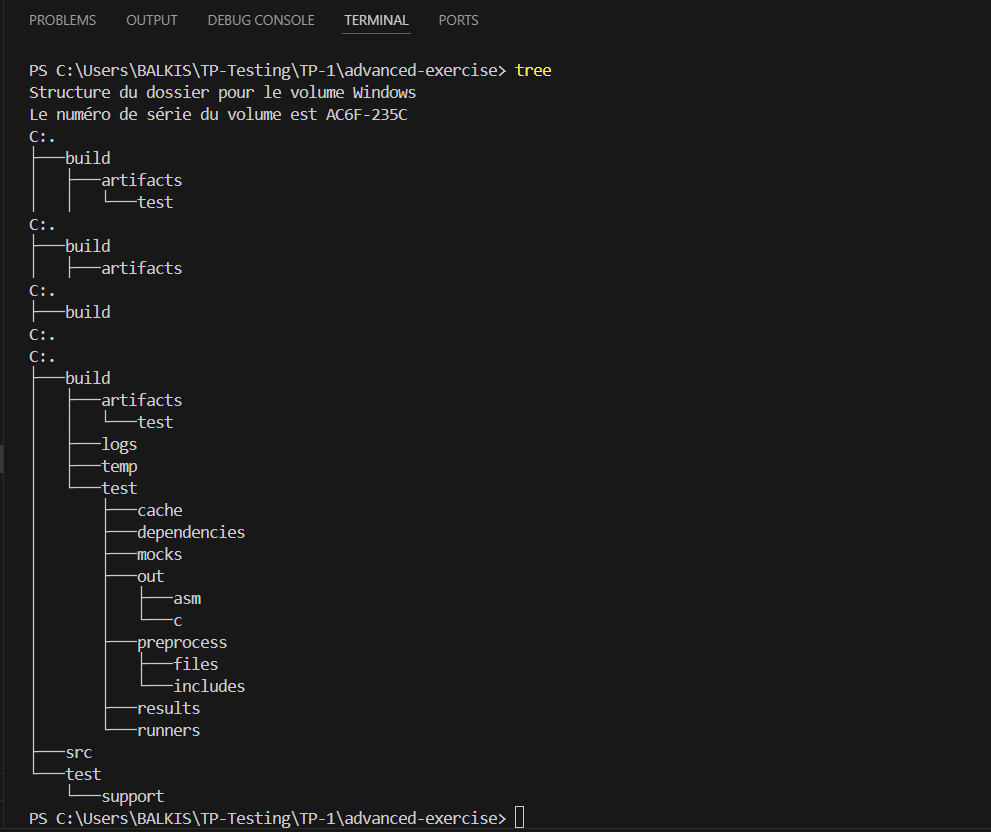 PROBLEMS OUTPUT DEBUG CONSOLE TERMINAL PORTS
PS C:\Users\BALKIS\TP-Testing\TP-1\advanced-exercise> tree
Structure du dossier pour le volume Windows
Le numéro de série du volume est AC6F-235C
C:.
├───build
│   ├───artifacts
│   │   └───test
C:.
├───build
│   ├───artifacts
C:.
├───build
C:.
C:.
├───build
│   ├───artifacts
│   │   └───test
│   ├───logs
│   ├───temp
│   └───test
│       ├───cache
│       ├───dependencies
│       ├───mocks
│       ├───out
│       │   ├───asm
│       │   └───c
│       ├───preprocess
│       │   ├───files
│       │   └───includes
│       ├───results
│       └───runners
├───src
└───test
    └───support
PS C:\Users\BALKIS\TP-Testing\TP-1\advanced-exercise>